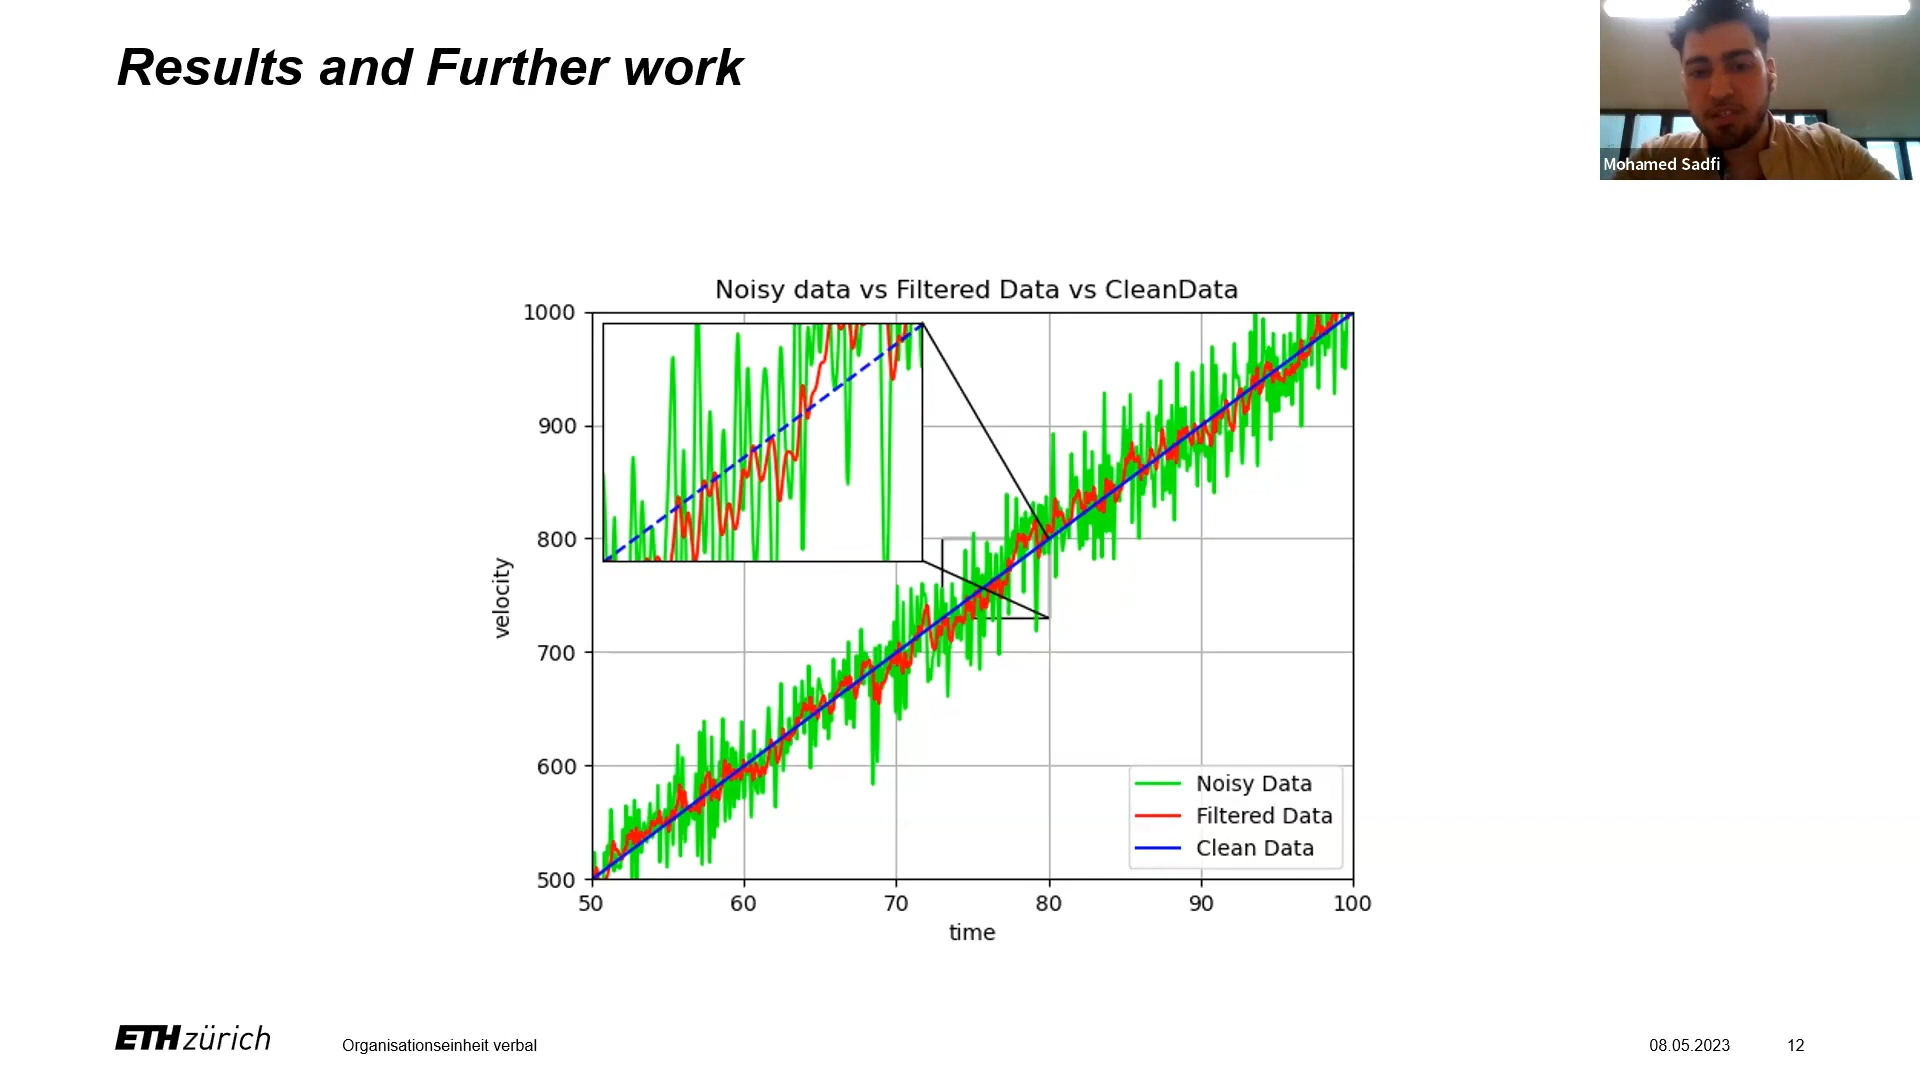 Results and Further work
Mohamed Sadfi
Noisy data vs Filtered Data vs CleanData
1000
900
800
700
600
500
velocity
50 60 70 80 90 100
time
Noisy Data
Filtered Data
Clean Data
ETH zürich
Organisationseinheit verbal
08.05.2023
12